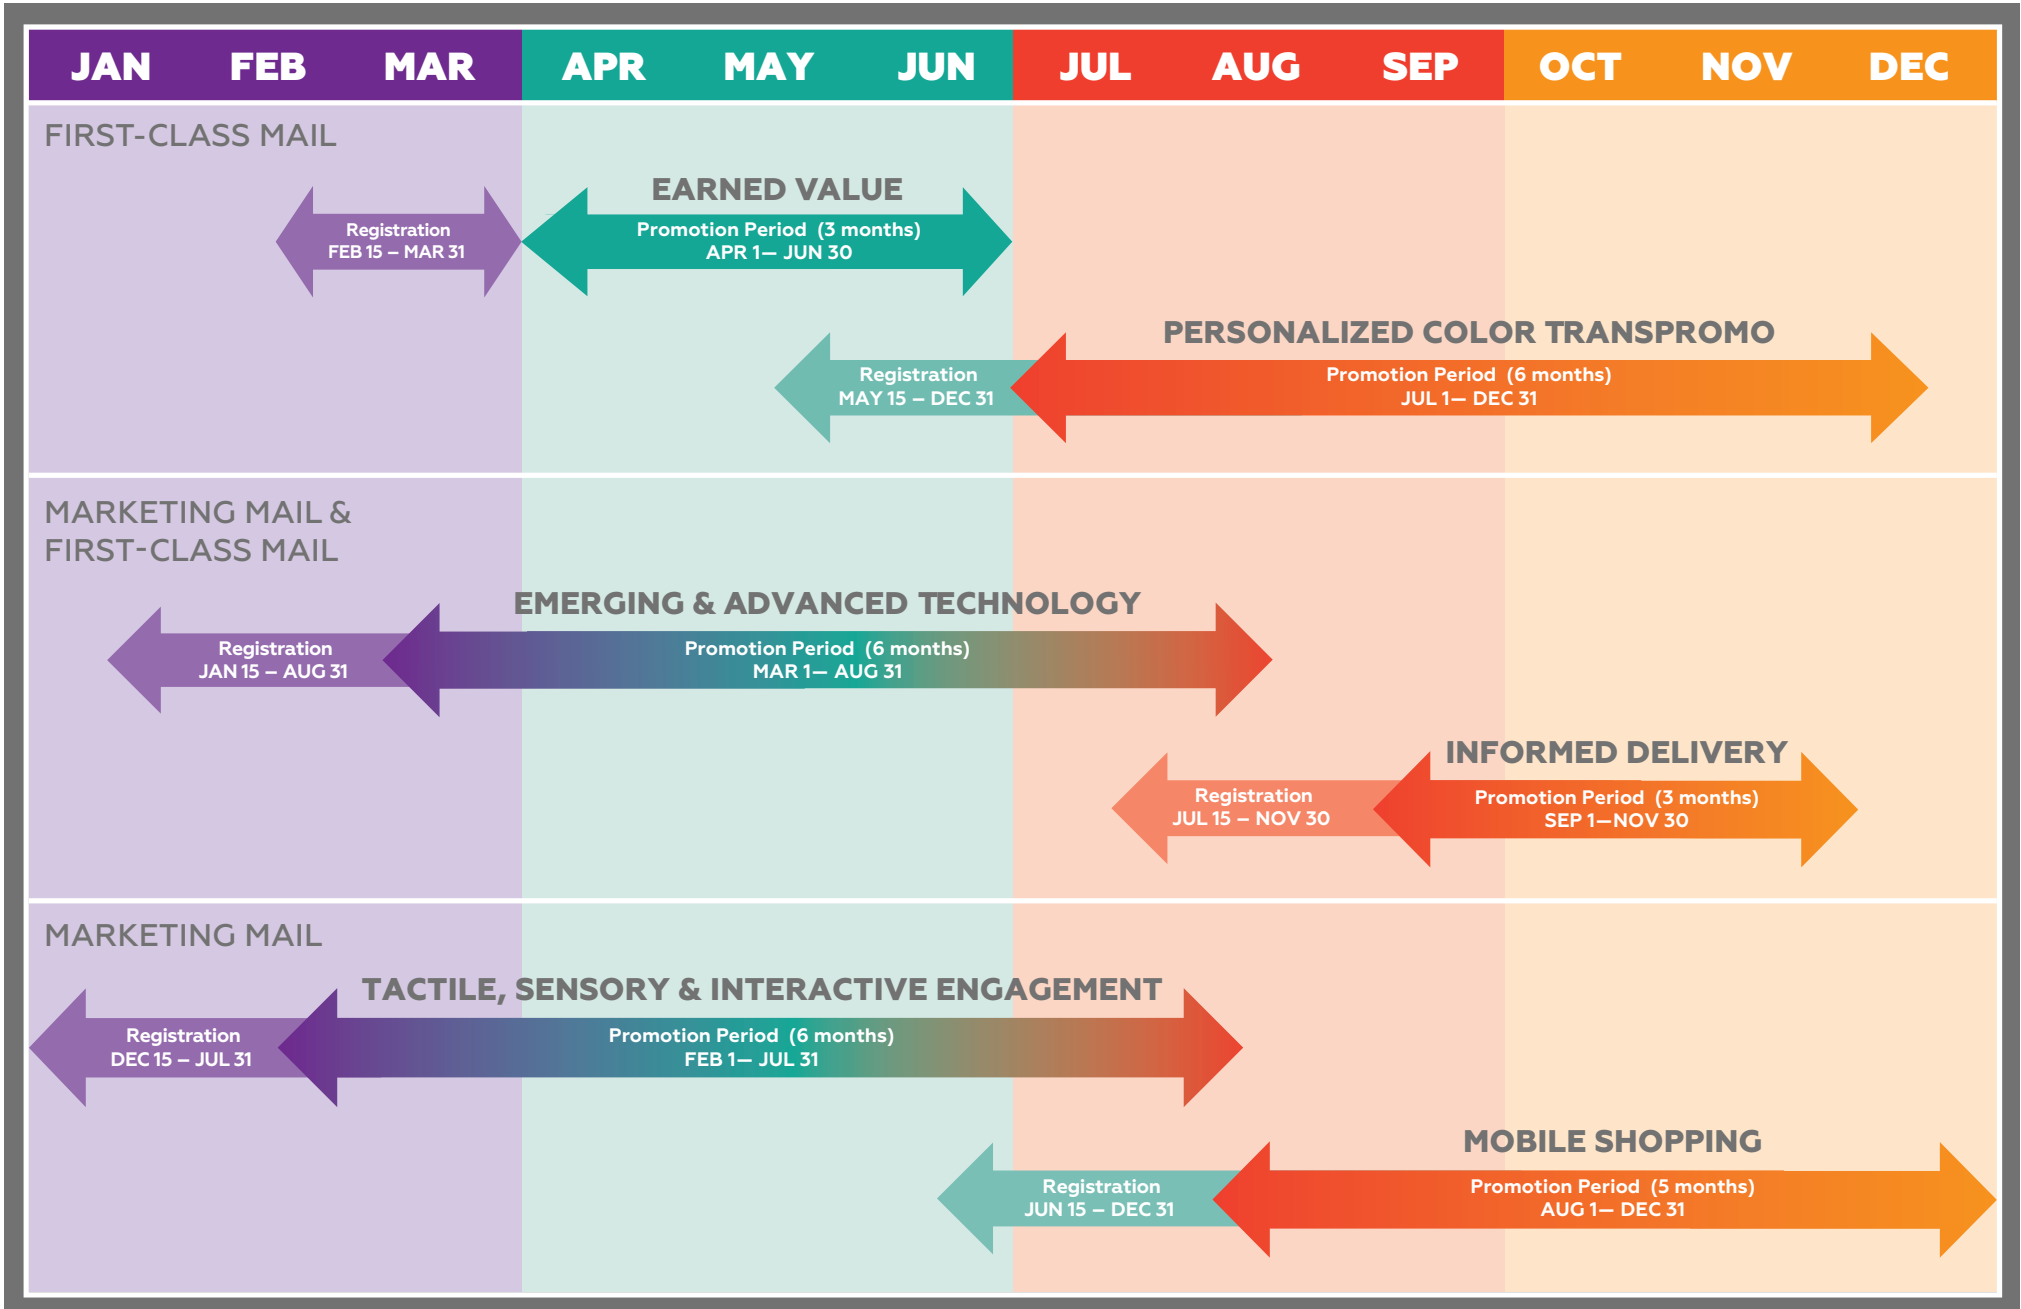 JAN FEB MAR APR MAY JUN JUL AUG SEP OCT NOV DEC
FIRST-CLASS MAIL
EARNED VALUE
Registration
FEB 15 – MAR 31
Promotion Period (3 months)
APR 1— JUN 30
PERSONALIZED COLOR TRANSPROMO
Registration
MAY 15 – DEC 31
Promotion Period (6 months)
JUL 1— DEC 31
MARKETING MAIL &
FIRST-CLASS MAIL
EMERGING & ADVANCED TECHNOLOGY
Registration
JAN 15 – AUG 31
Promotion Period (6 months)
MAR 1— AUG 31
INFORMED DELIVERY
Registration
JUL 15 – NOV 30
Promotion Period (3 months)
SEP 1—NOV 30
MARKETING MAIL
TACTILE, SENSORY & INTERACTIVE ENGAGEMENT
Registration
DEC 15 – JUL 31
Promotion Period (6 months)
FEB 1— JUL 31
MOBILE SHOPPING
Registration
JUN 15 – DEC 31
Promotion Period (5 months)
AUG 1— DEC 31